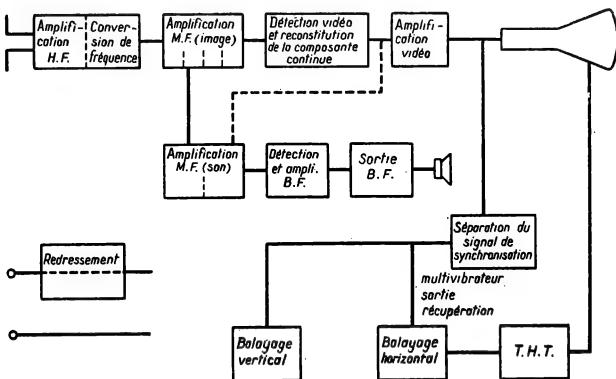 Amplifi-
cation
H.F.
Conver-
sion de
fréquence
Amplification
M.F. (image)
Détection vidéo
et reconstitution
de la composante
continue
Amplifi-
cation
vidéo
Amplification
M.F. (son)
Détection
et ampli.
B.F.
Sortie
B.F.
Séparation du
signal de
synchronisation
Redressement
multivibrateur
sortie
récupération
Balayage
vertical
Balayage
horizontal
T.H.T.